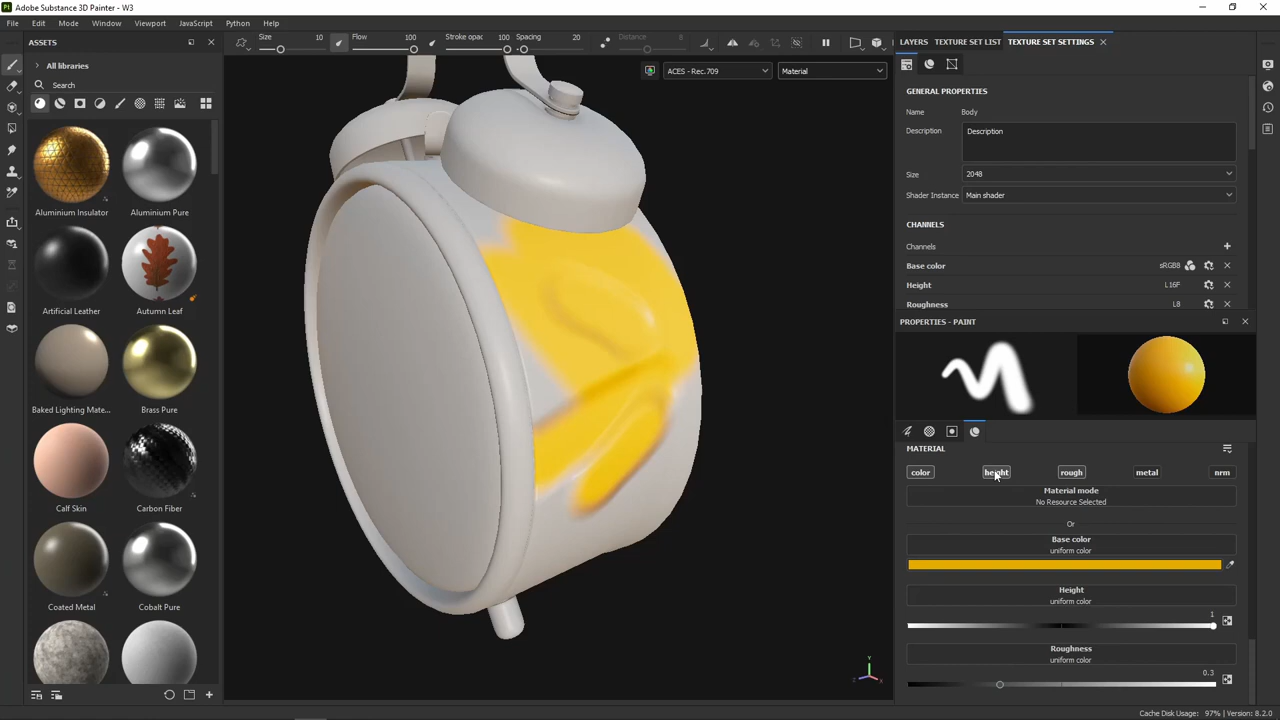 Adobe Substance 3D Painter - W3
File Edit Mode Window Viewport JavaScript Python Help
ASSETS
All libraries
Search
Aluminium Insulator Aluminium Pure
Artificial Leather Autumn Leaf
Baked Lighting Mate... Brass Pure
Calf Skin Carbon Fiber
Coated Metal Cobalt Pure
Size 10 Flow 100 Stroke opac 100 Spacing 20 Distance 8
ACES - Rec.709 Material
LAYERS TEXTURE SET LIST TEXTURE SET SETTINGS
GENERAL PROPERTIES
Name Body
Description Description
Size 2048
Shader Instance Main shader
CHANNELS
Channels
Base color sRGB8
Height L16F
Roughness L8
PROPERTIES - PAINT
MATERIAL
color height rough metal nrm
Material mode
No Resource Selected
Or
Base color
uniform color
Height
uniform color
1
Roughness
uniform color
0.3
Y
Z X
Cache Disk Usage: 97% | Version: 8.2.0